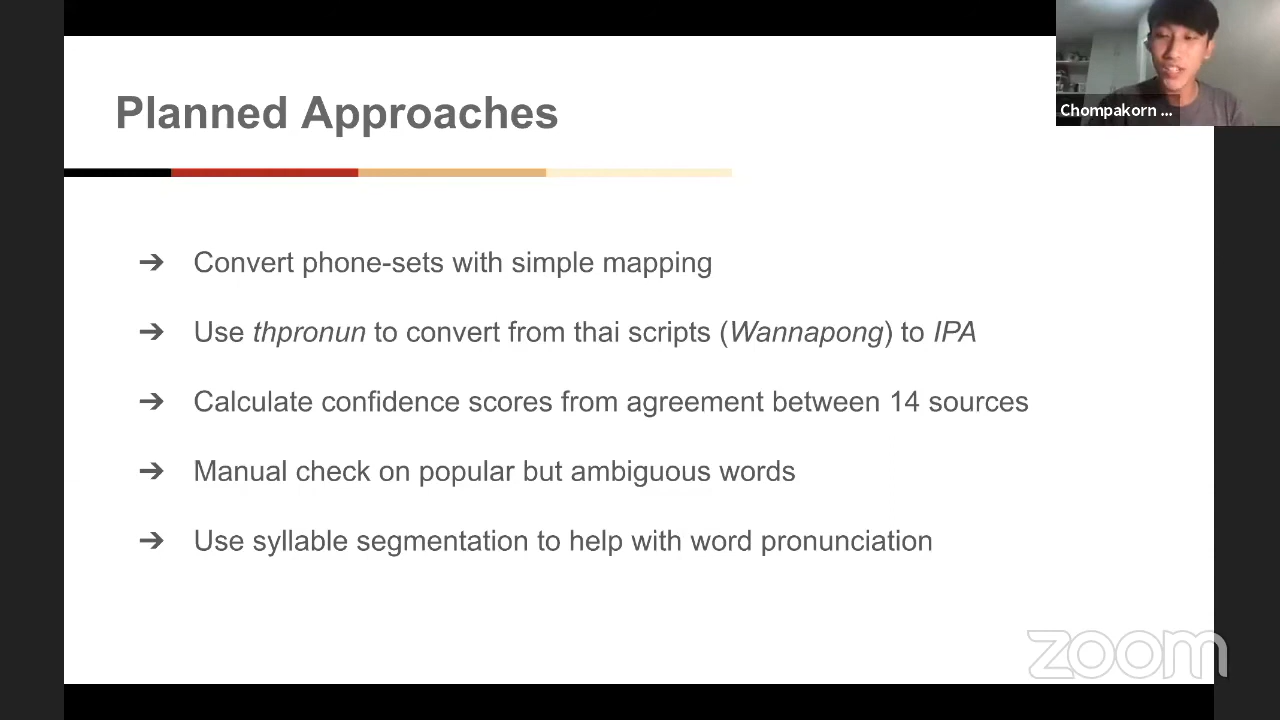 Planned Approaches
Chompakorn ...
➔ Convert phone-sets with simple mapping
➔ Use thpronun to convert from thai scripts (Wannapong) to IPA
➔ Calculate confidence scores from agreement between 14 sources
➔ Manual check on popular but ambiguous words
➔ Use syllable segmentation to help with word pronunciation
zoom